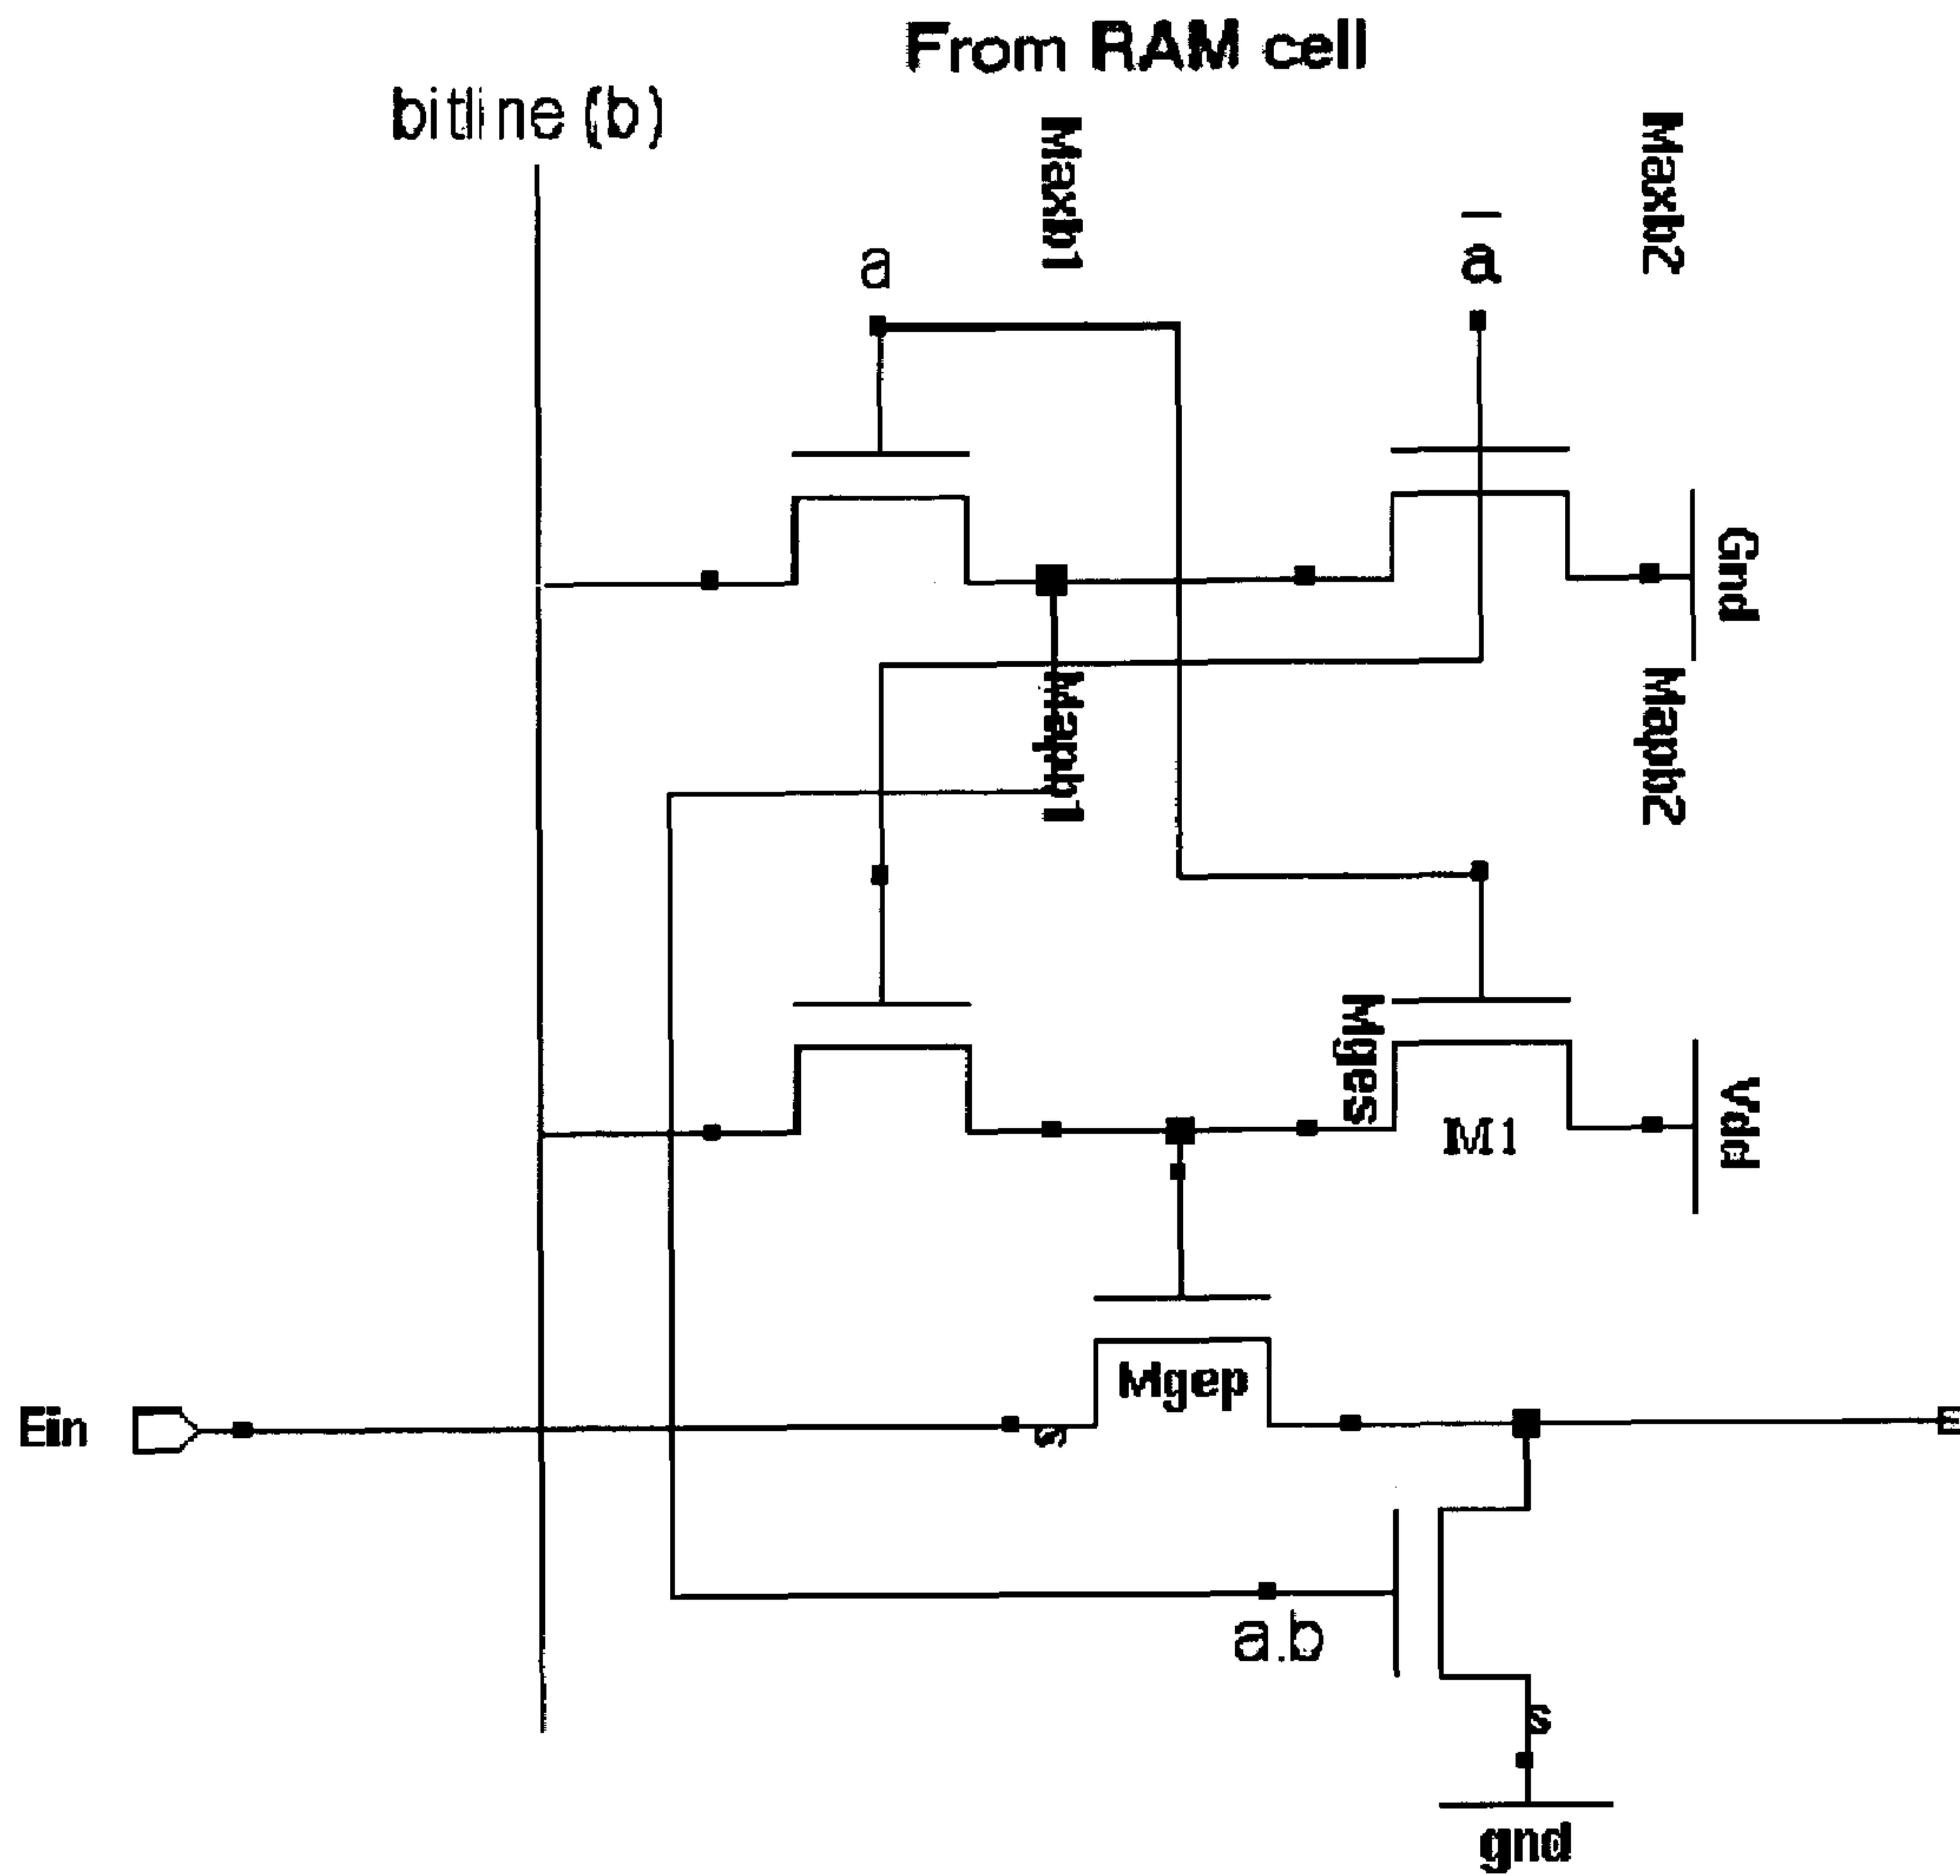 From RAM cell
bitline (b)
Maxb1
Maxb2
a
a
Gnd
Mapb1
Mapb2
Mges
M1
Vdd
Mgep
Ein
s
E
a.b
s
gnd